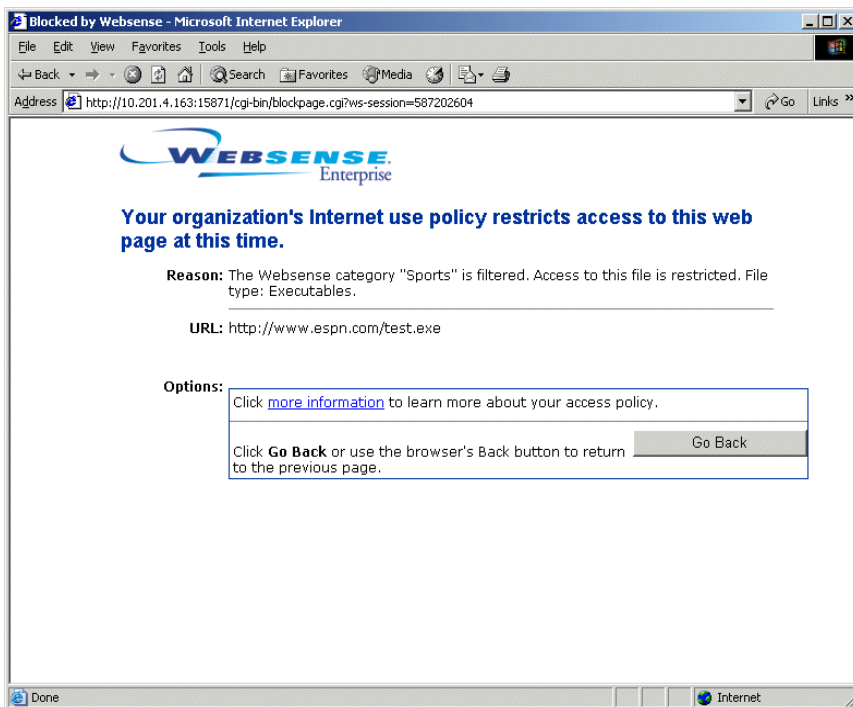 Blocked by Websense - Microsoft Internet Explorer
File Edit View Favorites Tools Help
Back Search Favorites Media
Address http://10.201.4.163:15871/cgi-bin/blockpage.cgi?ws-session=587202604 Go Links »
WEBSENSE.
Enterprise
Your organization's Internet use policy restricts access to this web
page at this time.
Reason: The Websense category "Sports" is filtered. Access to this file is restricted. File
type: Executables.
URL: http://www.espn.com/test.exe
Options:
Click more information to learn more about your access policy.
Go Back
Click Go Back or use the browser's Back button to return
to the previous page.
Done Internet